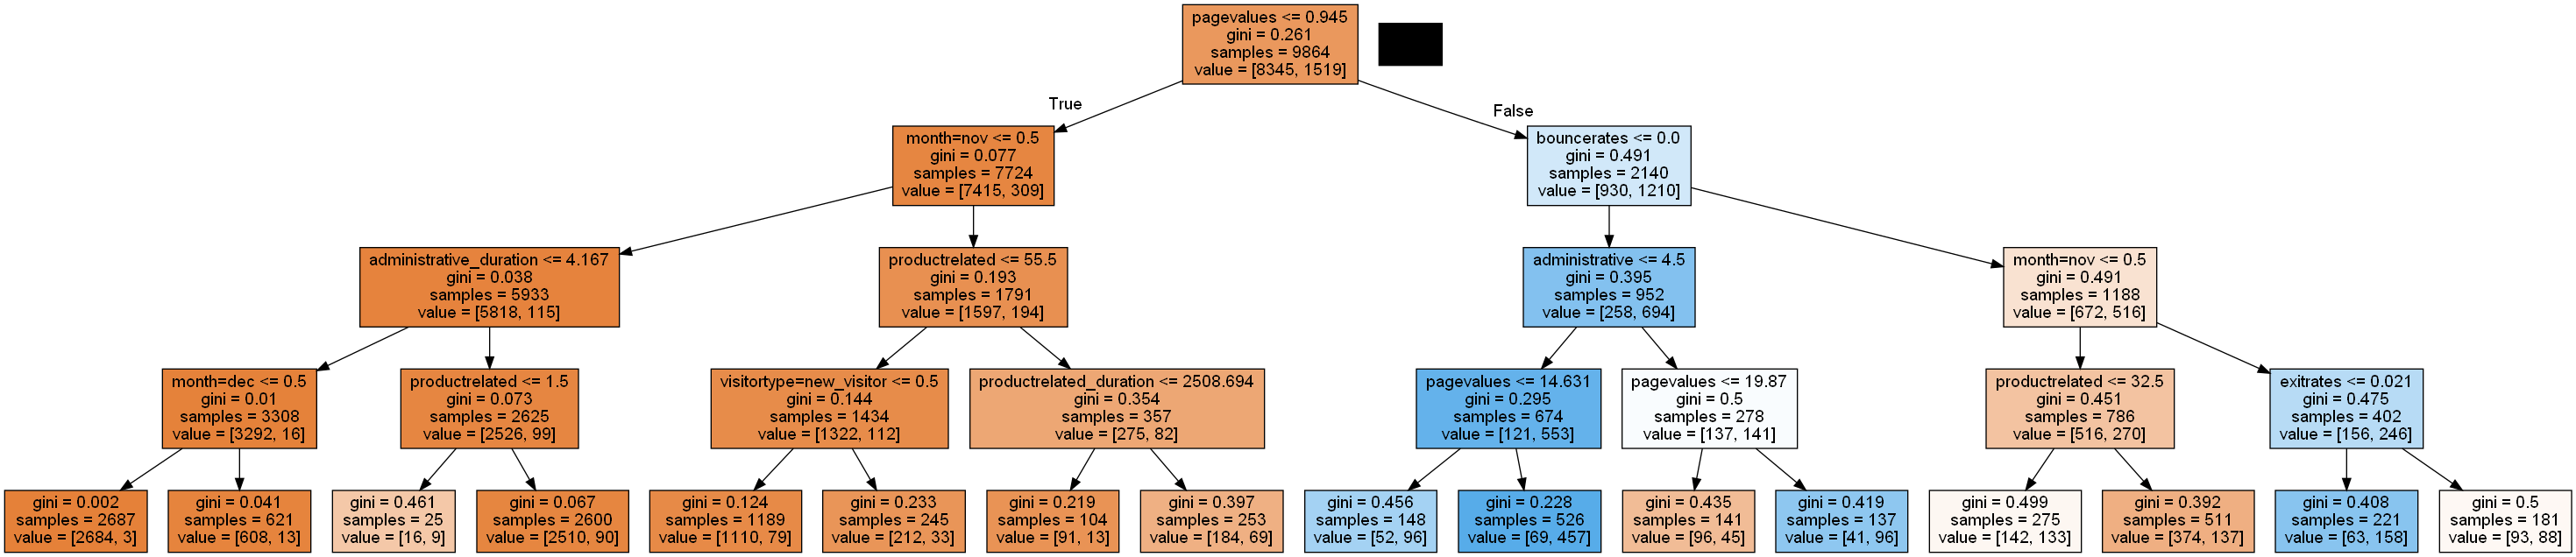 pagevalues <= 0.945
gini = 0.261
samples = 9864
value = [8345, 1519]
True
False
month=nov <= 0.5
gini = 0.077
samples = 7724
value = [7415, 309]
bouncerates <= 0.0
gini = 0.491
samples = 2140
value = [930, 1210]
administrative_duration <= 4.167
gini = 0.038
samples = 5933
value = [5818, 115]
productrelated <= 55.5
gini = 0.193
samples = 1791
value = [1597, 194]
administrative <= 4.5
gini = 0.395
samples = 952
value = [258, 694]
month=nov <= 0.5
gini = 0.491
samples = 1188
value = [672, 516]
month=dec <= 0.5
gini = 0.01
samples = 3308
value = [3292, 16]
productrelated <= 1.5
gini = 0.073
samples = 2625
value = [2526, 99]
visitortype=new_visitor <= 0.5
gini = 0.144
samples = 1434
value = [1322, 112]
productrelated_duration <= 2508.694
gini = 0.354
samples = 357
value = [275, 82]
pagevalues <= 14.631
gini = 0.295
samples = 674
value = [121, 553]
pagevalues <= 19.87
gini = 0.5
samples = 278
value = [137, 141]
productrelated <= 32.5
gini = 0.451
samples = 786
value = [516, 270]
exitrates <= 0.021
gini = 0.475
samples = 402
value = [156, 246]
gini = 0.002
samples = 2687
value = [2684, 3]
gini = 0.041
samples = 621
value = [608, 13]
gini = 0.461
samples = 25
value = [16, 9]
gini = 0.067
samples = 2600
value = [2510, 90]
gini = 0.124
samples = 1189
value = [1110, 79]
gini = 0.233
samples = 245
value = [212, 33]
gini = 0.219
samples = 104
value = [91, 13]
gini = 0.397
samples = 253
value = [184, 69]
gini = 0.456
samples = 148
value = [52, 96]
gini = 0.228
samples = 526
value = [69, 457]
gini = 0.435
samples = 141
value = [96, 45]
gini = 0.419
samples = 137
value = [41, 96]
gini = 0.499
samples = 275
value = [142, 133]
gini = 0.392
samples = 511
value = [374, 137]
gini = 0.408
samples = 221
value = [63, 158]
gini = 0.5
samples = 181
value = [93, 88]